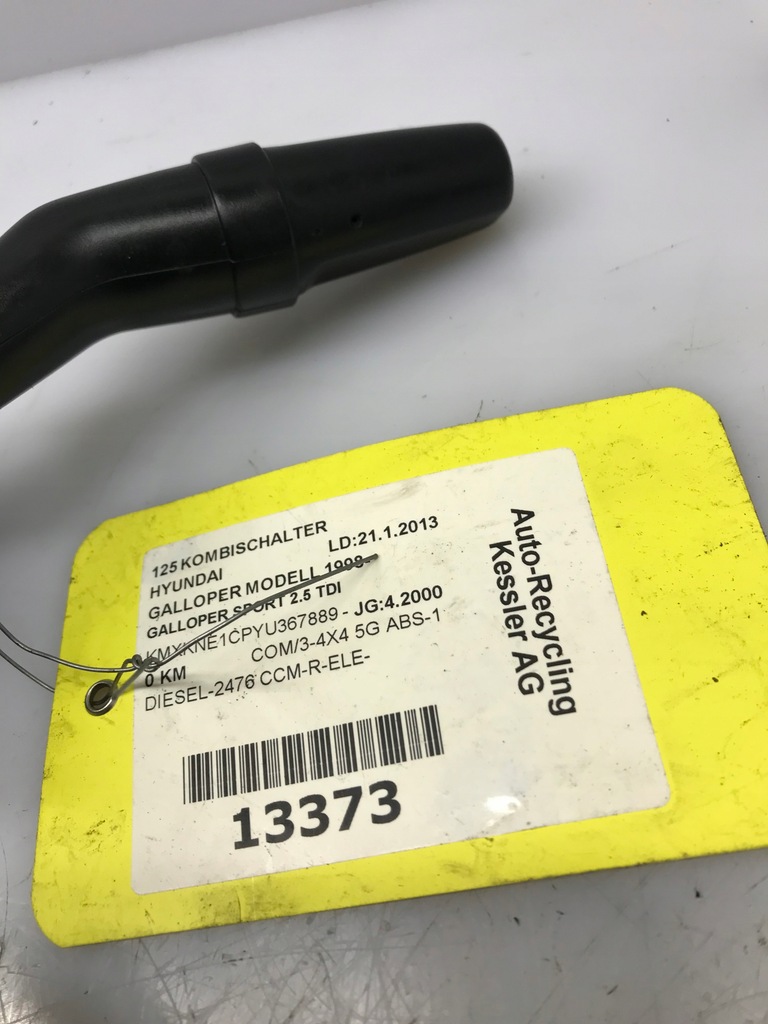 125 KOMBISCHALTER
HYUNDAI LD:21.1.2013
GALLOPER MODELL 1998-
GALLOPER SPORT 2.5 TDI
KMXKNE1CPYU367889 - JG:4.2000
0 KM COM/3-4X4 5G ABS-1
DIESEL-2476 CCM-R-ELE-
13373
Auto-Recycling
Kessler AG